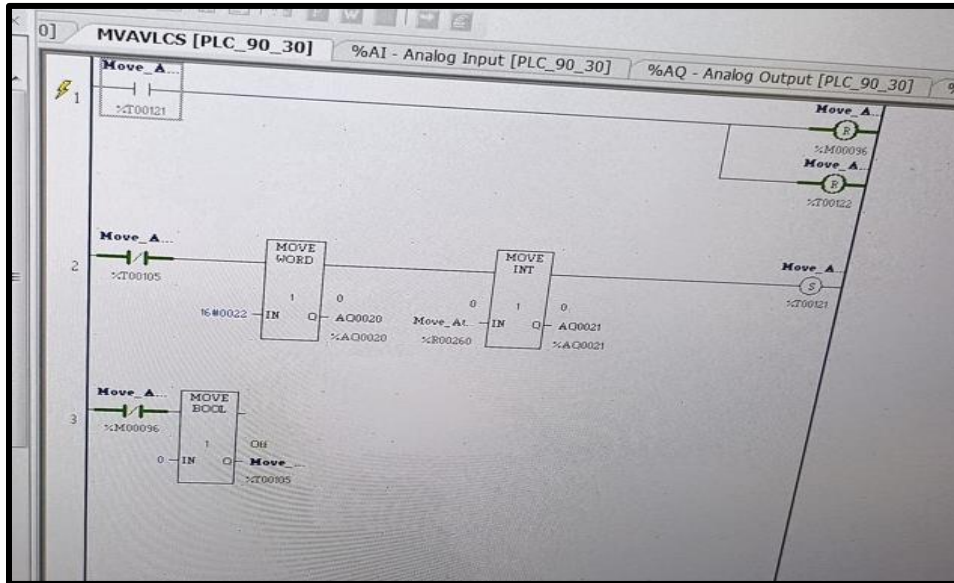 0] MVAVLCS [PLC_90_30] %AI - Analog Input [PLC_90_30] %AQ - Analog Output [PLC_90_30] %
Move_A...
1
%T00121
Move_A...
R
%M00096
Move_A...
R
%T00122
2
Move_A...
%T00105
MOVE
WORD
1
16#0022 IN Q
0
AQ0020
%AQ0020
MOVE
INT
0 1 0
Move_At.. IN Q AQ0021
%R00260 %AQ0021
Move_A
S
%T00121
3
Move_A...
%M00096
MOVE
BOOL
1
0 IN Q
Off
Move_...
%T00105